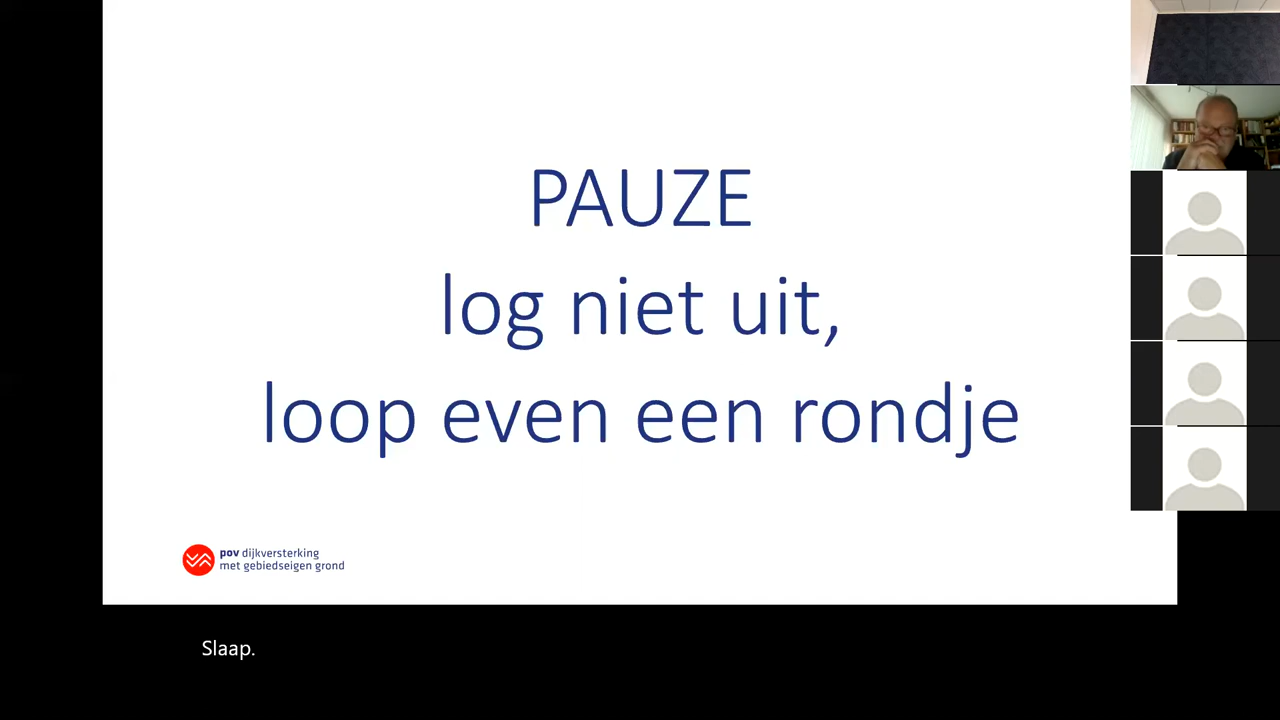 PAUZE
log niet uit,
loop even een rondje
pov dijkversterking
met gebiedseigen grond
Slaap.